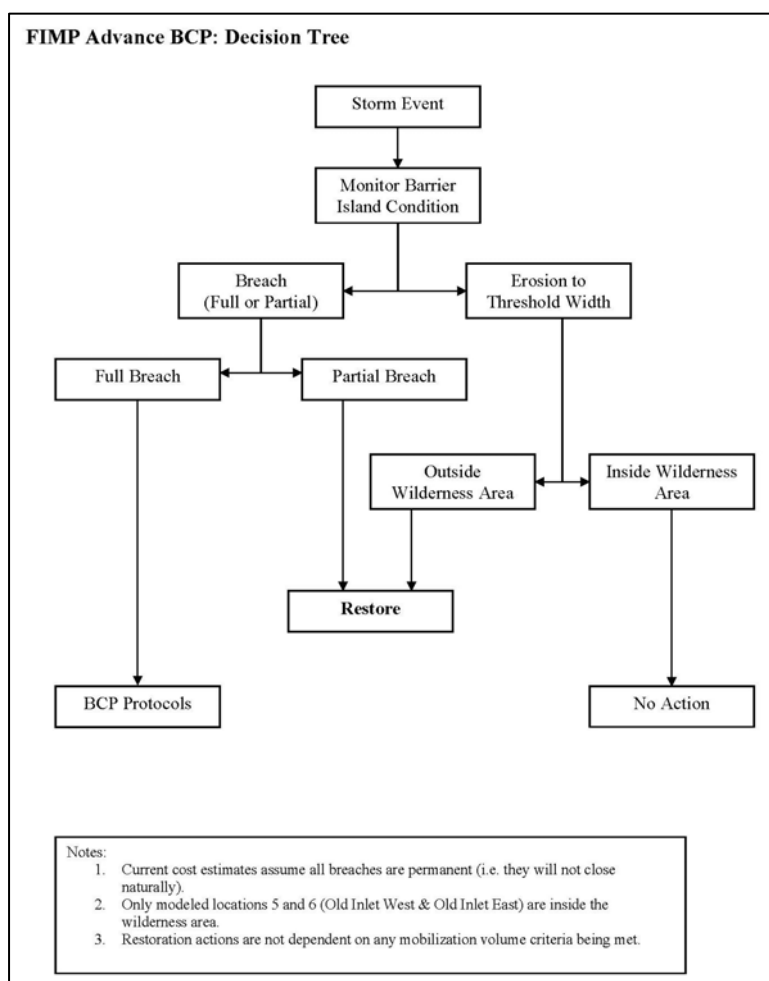 FIMP Advance BCP: Decision Tree
Storm Event
Monitor Barrier
Island Condition
Breach
(Full or Partial)
Erosion to
Threshold Width
Full Breach
Partial Breach
Outside
Wilderness Area
Inside Wilderness
Area
Restore
BCP Protocols
No Action
Notes:
1. Current cost estimates assume all breaches are permanent (i.e. they will not close
naturally).
2. Only modeled locations 5 and 6 (Old Inlet West & Old Inlet East) are inside the
wilderness area.
3. Restoration actions are not dependent on any mobilization volume criteria being met.